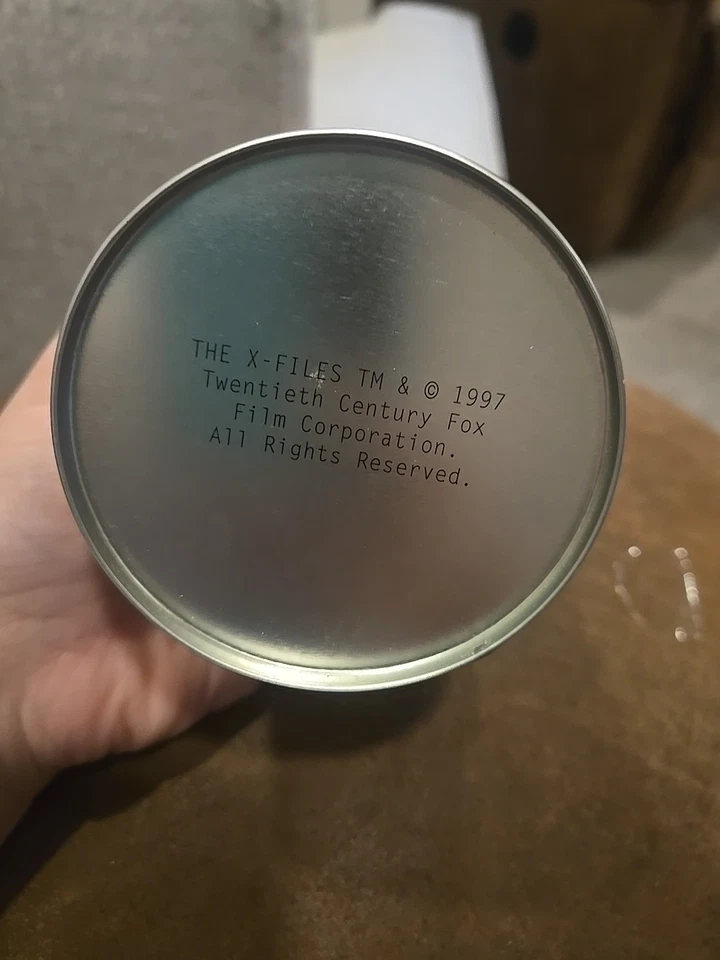 THE X-FILES TM & © 1997
Twentieth Century Fox
Film Corporation.
All Rights Reserved.